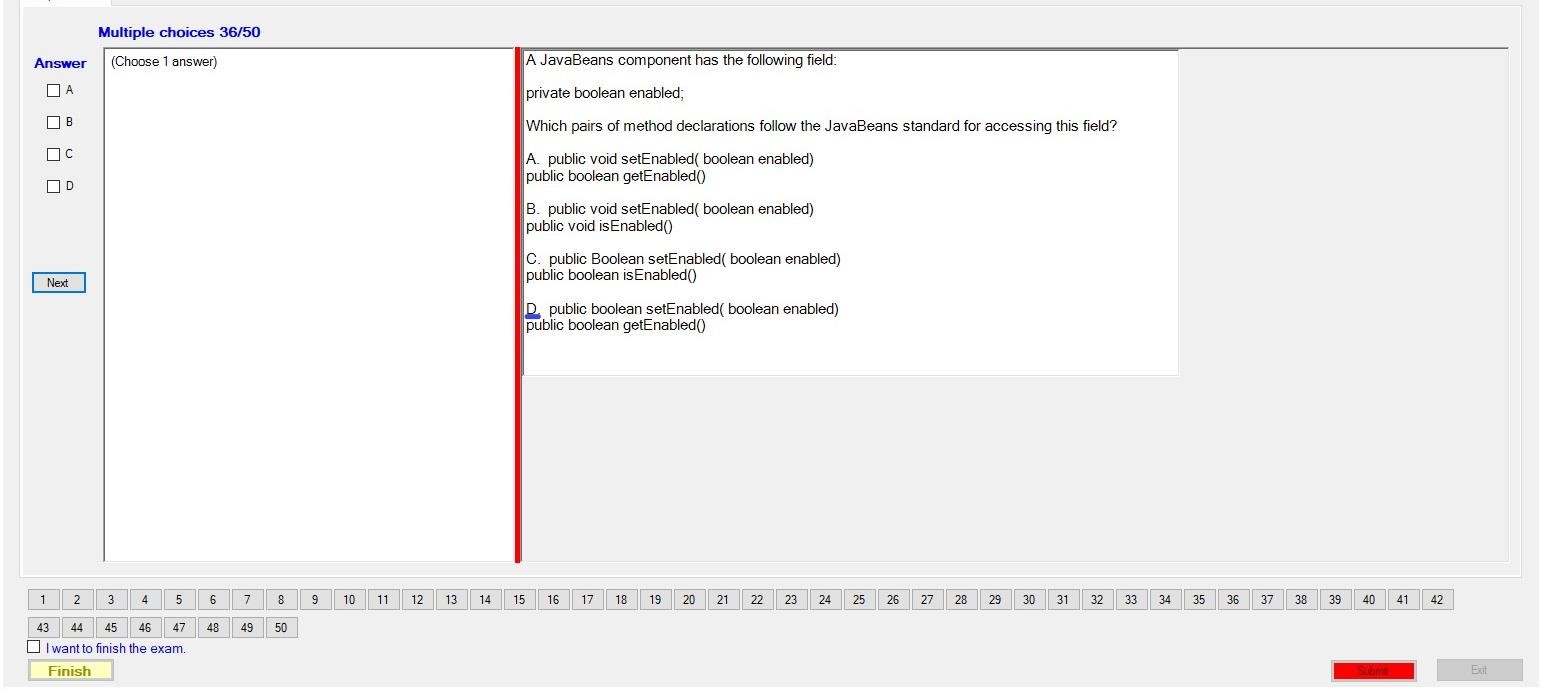 Multiple choices 36/50
Answer
A
B
C
D
Next
(Choose 1 answer)
A JavaBeans component has the following field:
private boolean enabled;
Which pairs of method declarations follow the JavaBeans standard for accessing this field?
A.  public void setEnabled( boolean enabled)
public boolean getEnabled()
B.  public void setEnabled( boolean enabled)
public void isEnabled()
C.  public Boolean setEnabled( boolean enabled)
public boolean isEnabled()
D.  public boolean setEnabled( boolean enabled)
public boolean getEnabled()
1 2 3 4 5 6 7 8 9 10 11 12 13 14 15 16 17 18 19 20 21 22 23 24 25 26 27 28 29 30 31 32 33 34 35 36 37 38 39 40 41 42
43 44 45 46 47 48 49 50
I want to finish the exam.
Finish
Submit
Exit